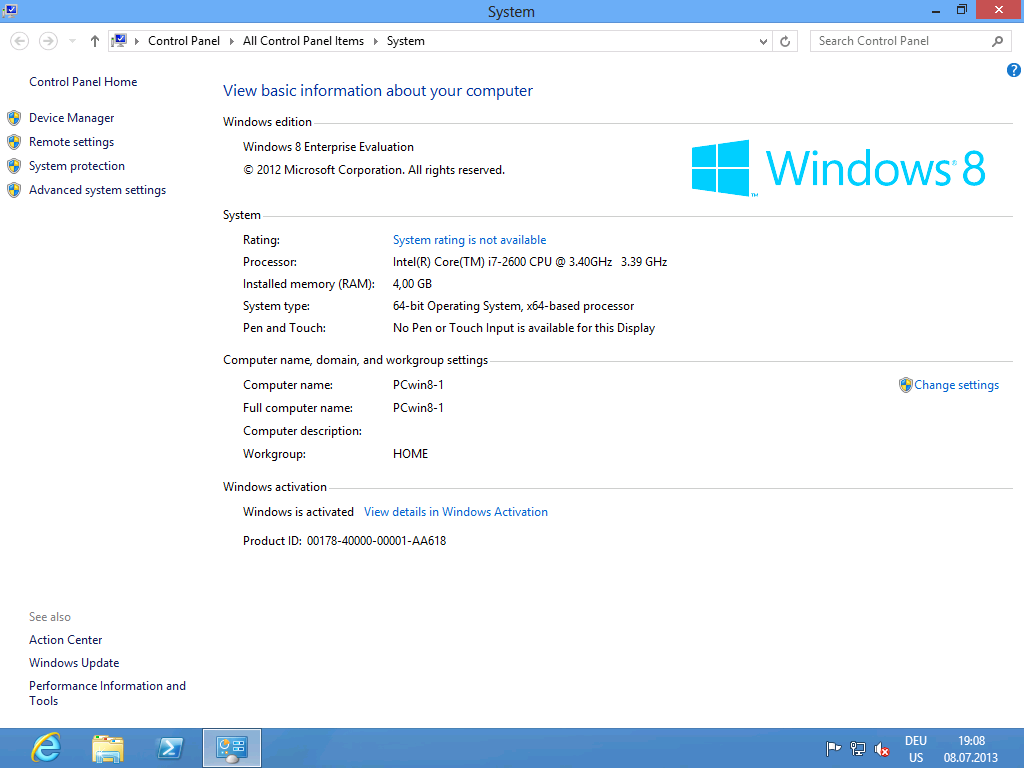 System
Control Panel
All Control Panel Items
System
Search Control Panel
Control Panel Home
Device Manager
Remote settings
System protection
Advanced system settings
View basic information about your computer
Windows edition
Windows 8 Enterprise Evaluation
© 2012 Microsoft Corporation. All rights reserved.
Windows® 8
™
System
Rating: System rating is not available
Processor: Intel(R) Core(TM) i7-2600 CPU @ 3.40GHz 3.39 GHz
Installed memory (RAM): 4,00 GB
System type: 64-bit Operating System, x64-based processor
Pen and Touch: No Pen or Touch Input is available for this Display
Computer name, domain, and workgroup settings
Computer name: PCwin8-1
Change settings
Full computer name: PCwin8-1
Computer description:
Workgroup: HOME
Windows activation
Windows is activated View details in Windows Activation
Product ID: 00178-40000-00001-AA618
See also
Action Center
Windows Update
Performance Information and
Tools
DEU
US
19:08
08.07.2013